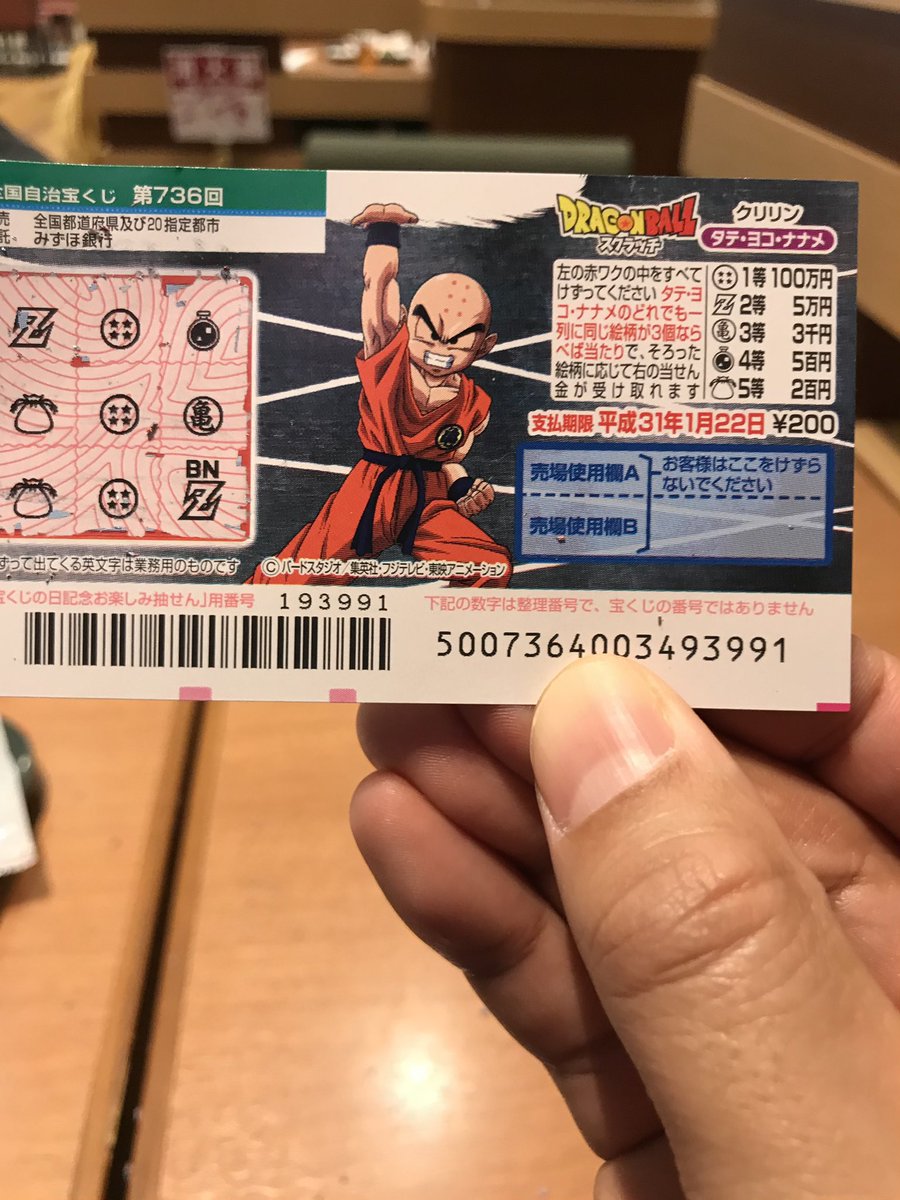 全国自治宝くじ 第736回
全国都道府県及び20指定都市
みずほ銀行
DRAGONBALL
スクラッチ
クリリン
タテ・ヨコ・ナナメ
左の赤ワクの中をすべて
けずってください タテ・ヨ
コ・ナナメのどれでも一
列に同じ絵柄が3個なら
べば当たりで、そろった
絵柄に応じて右の当せん
金が受け取れます
1等 100万円
2等 5万円
亀 3等 3千円
4等 5百円
5等 2百円
支払期限 平成31年1月22日 ¥200
売場使用欄A
売場使用欄B
お客様はここをけずら
ないでください
Z
亀
BN
Z
ずって出てくる英文字は業務用のものです
©バードスタジオ/集英社・フジテレビ・東映アニメーション
宝くじの日記念お楽しみ抽せん」用番号 193991
下記の数字は整理番号で、宝くじの番号ではありません
5007364003493991